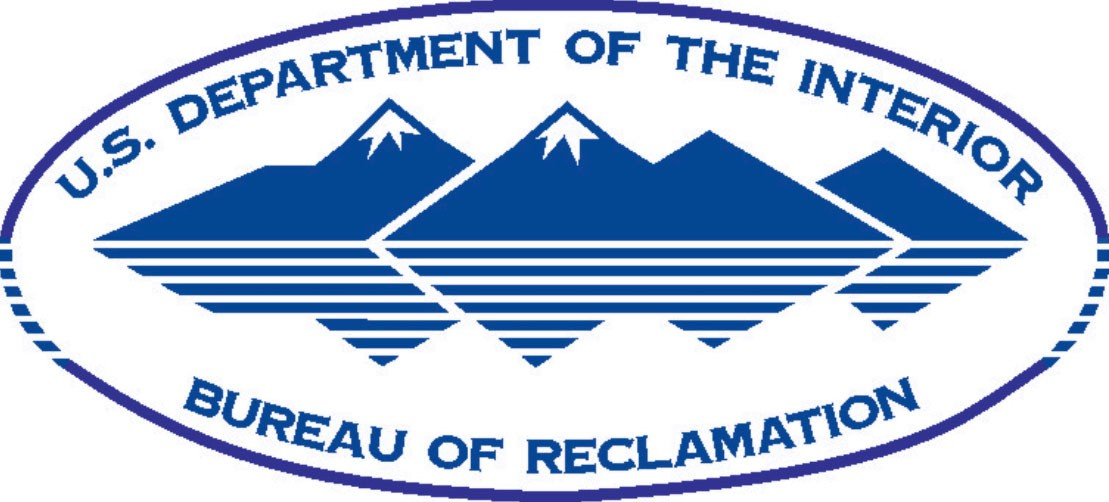 U.S. DEPARTMENT OF THE INTERIOR
BUREAU OF RECLAMATION